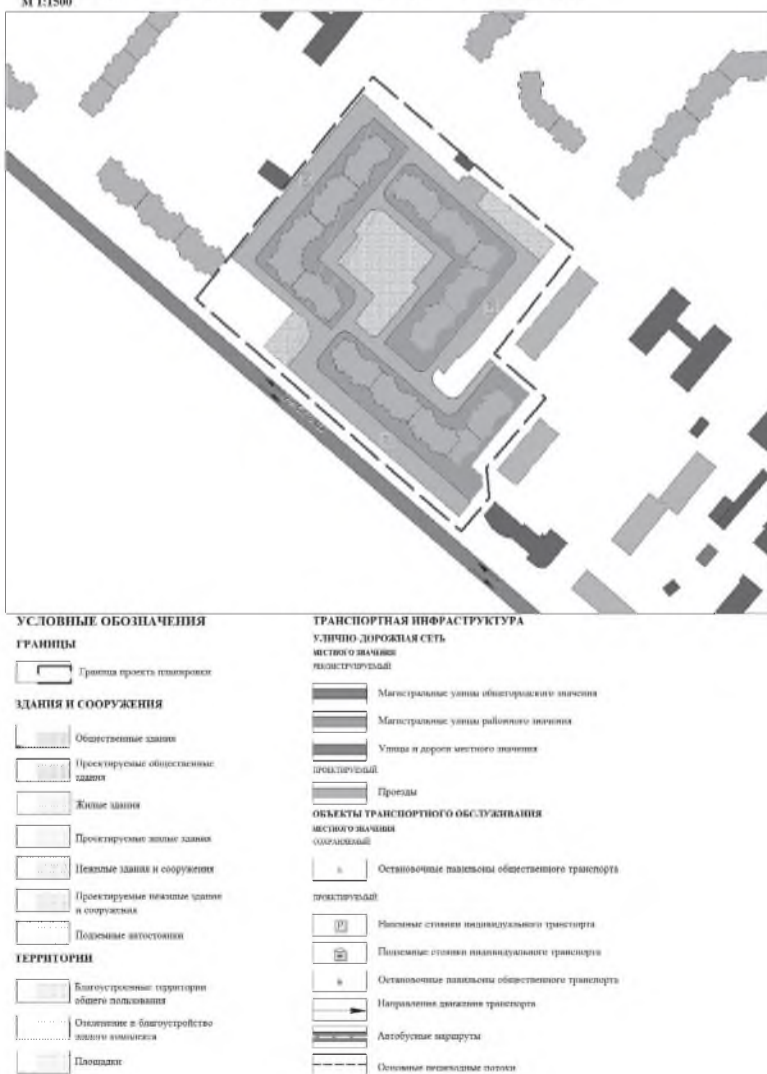 М 1:1500
УСЛОВНЫЕ ОБОЗНАЧЕНИЯ
ГРАНИЦЫ
Граница проекта планировки
ЗДАНИЯ И СООРУЖЕНИЯ
Общественные здания
Проектируемые общественные
здания
Жилые здания
Проектируемые жилые здания
Нежилые здания и сооружения
Проектируемые нежилые здания
и сооружения
Подземные автостоянки
ТЕРРИТОРИИ
Благоустроенные территории
общего пользования
и благоустройство
жилого комплекса
Площадки
ТРАНСПОРТНАЯ ИНФРАСТРУКТУРА
УЛИЧНО-ДОРОЖНАЯ СЕТЬ
МЕСТНОГО ЗНАЧЕНИЯ
РЕКОНСТРУИРУЕМЫЙ
Магистральные улицы общегородского значения
Магистральные улицы районного значения
Улицы и дороги местного значения
ПРОЕКТИРУЕМЫЙ
Проезды
ОБЪЕКТЫ ТРАНСПОРТНОГО ОБСЛУЖИВАНИЯ
МЕСТНОГО ЗНАЧЕНИЯ
СОХРАНЯЕМЫЙ
Остановочные павильоны общественного транспорта
ПРОЕКТИРУЕМЫЙ
P Наземные стоянки индивидуального транспорта
Подземные стоянки индивидуального транспорта
Остановочные павильоны общественного транспорта
Направления движения транспорта
Автобусные маршруты
Основные пешеходные потоки